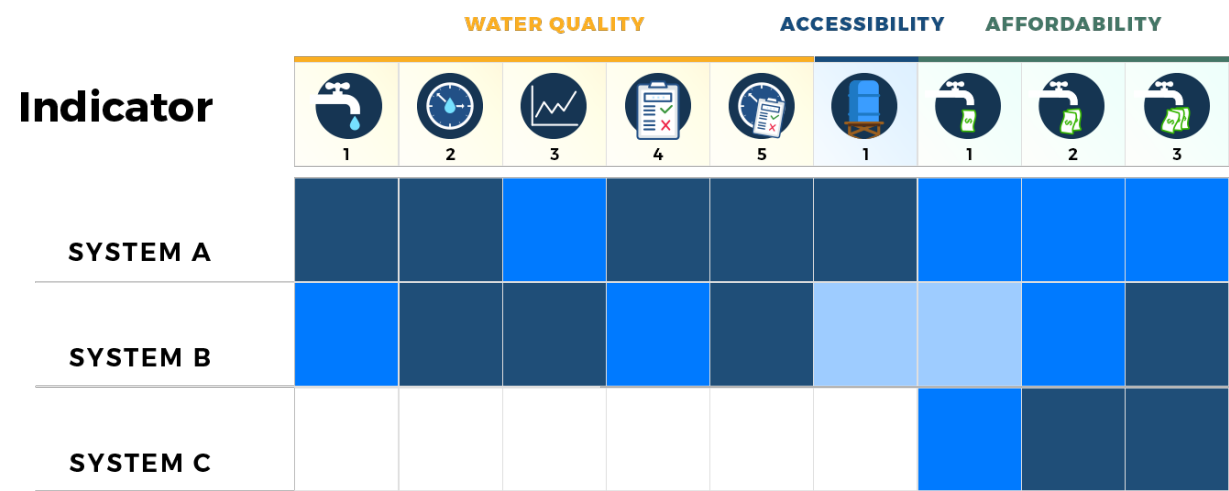 WATER QUALITY ACCESSIBILITY AFFORDABILITY
Indicator
1 2 3 4 5 1 1 2 3
SYSTEM A
SYSTEM B
SYSTEM C